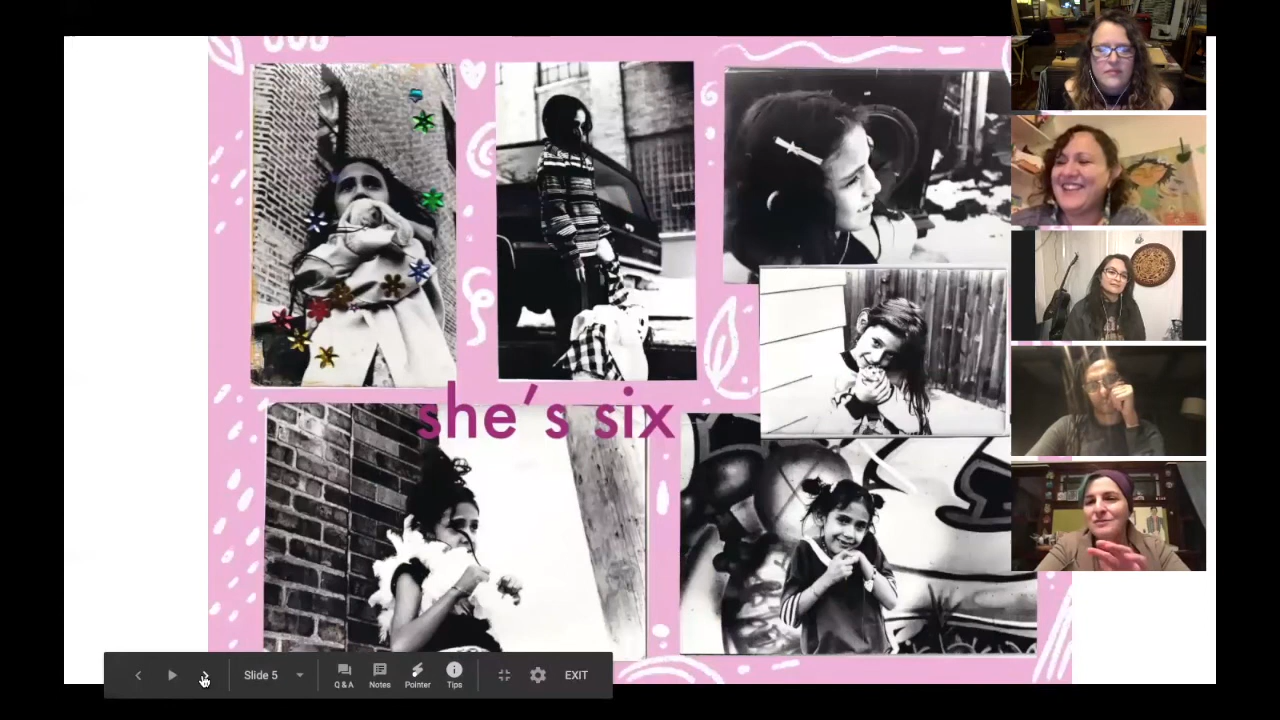 she's six
Slide 5
Q & A
Notes
Pointer
Tips
EXIT